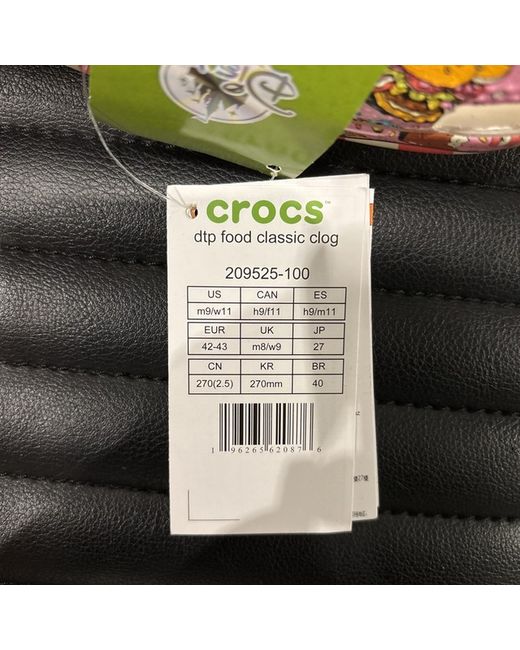 crocs™
dtp food classic clog
209525-100
US CAN ES
m9/w11 h9/f11 h9/m11
EUR UK JP
42-43 m8/w9 27
CN KR BR
270(2.5) 270mm 40
1 96265 62087 6